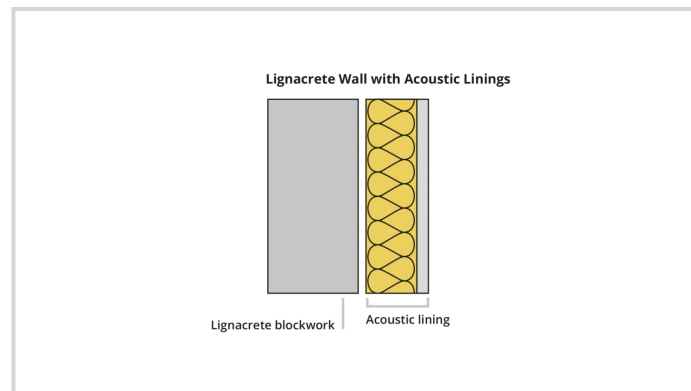 Lignacrete Wall with Acoustic Linings
Lignacrete blockwork
Acoustic lining